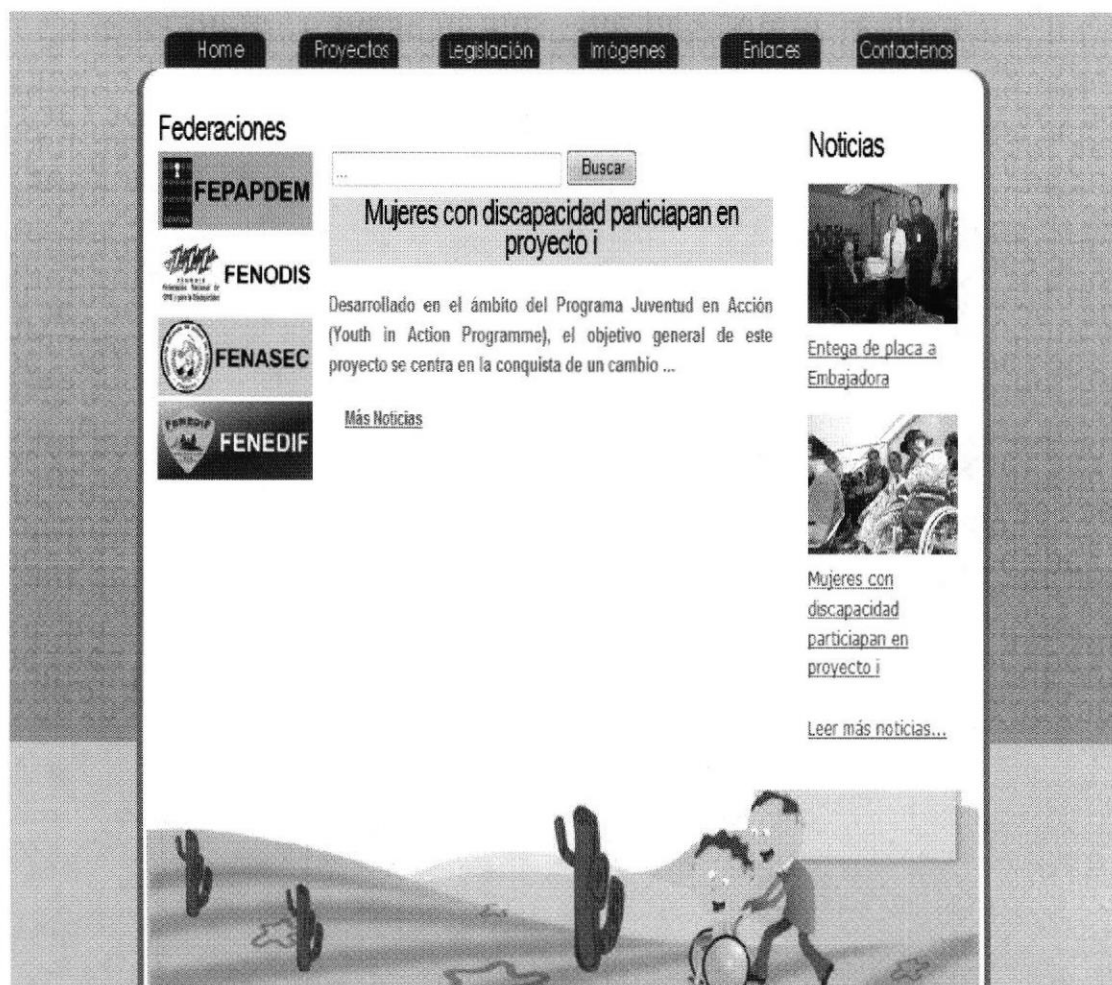 Home
Proyectos
Legislación
Imógenes
Enlaces
Contactenos
Federaciones
FEPAPDEM
FENODIS
FENASEC
FENEDIF
...
Buscar
Mujeres con discapacidad particiapan en
proyecto i
Desarrollado en el ámbito del Programa Juventud en Acción
(Youth in Action Programme), el objetivo general de este
proyecto se centra en la conquista de un cambio ...
Más Noticias
Noticias
Entega de placa a
Embajadora
Mujeres con
discapacidad
particiapan en
proyecto i
Leer más noticias...